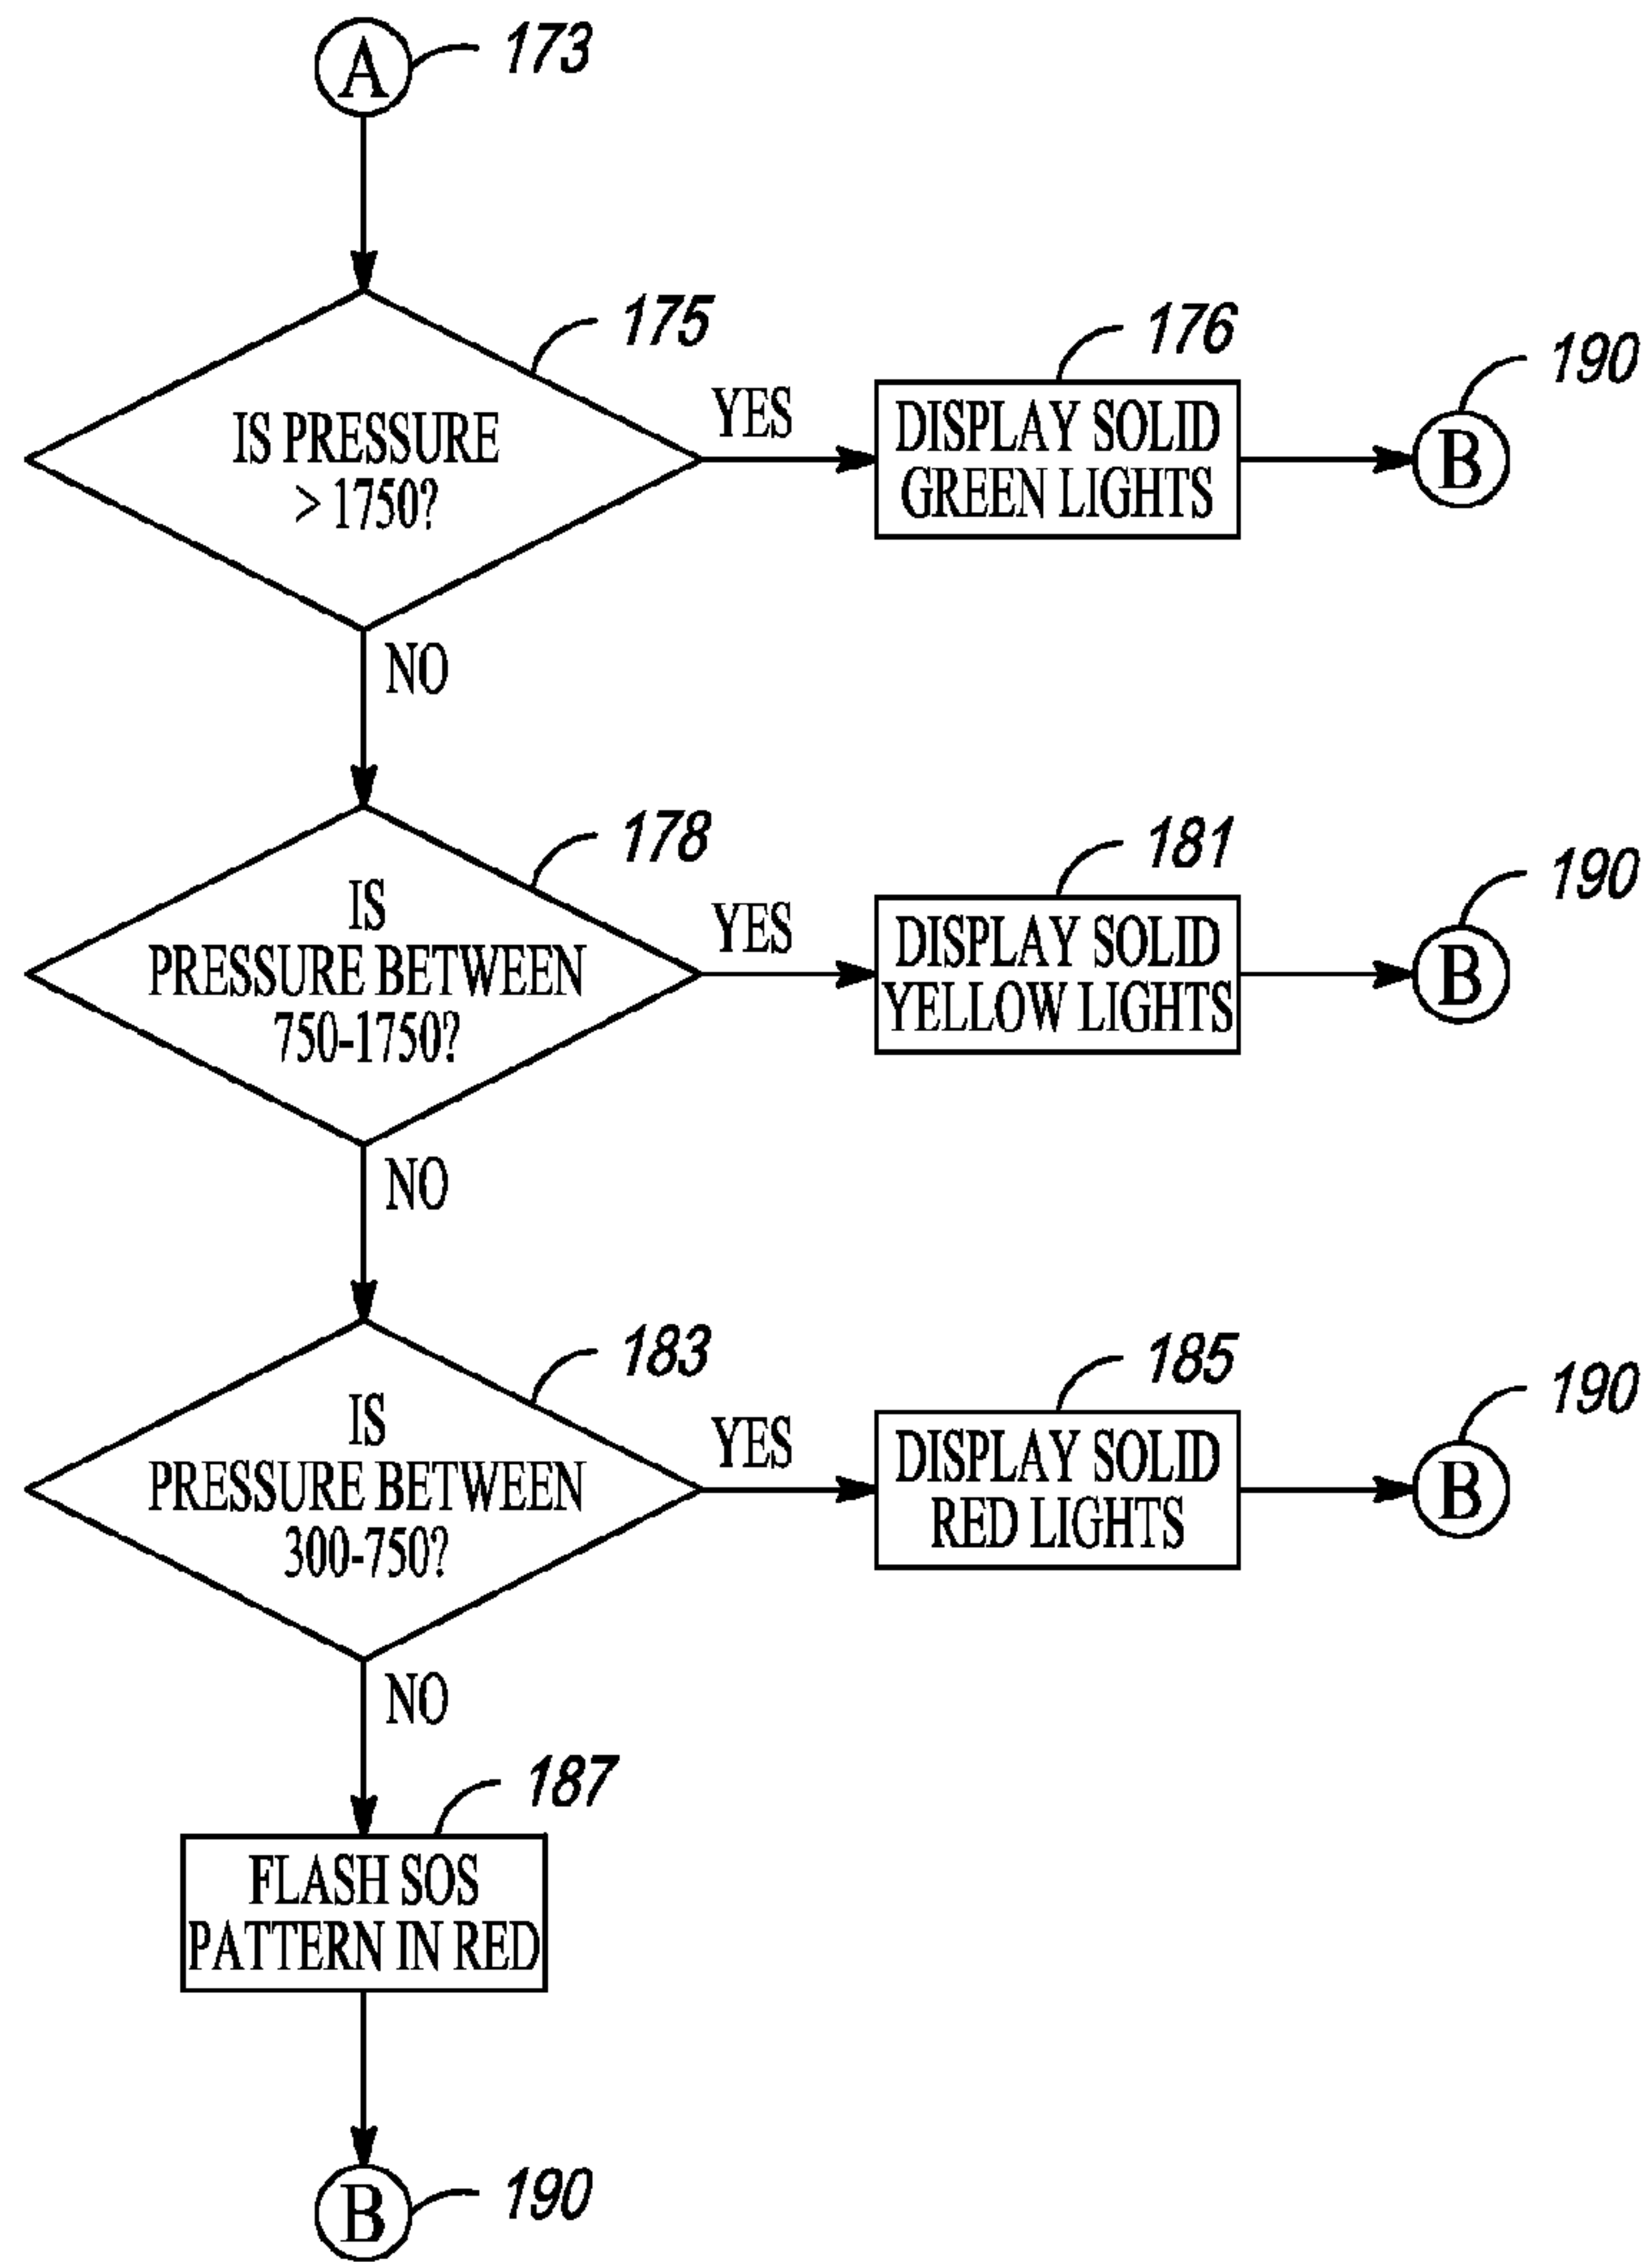 A
173
175
IS PRESSURE
> 1750?
YES
176
DISPLAY SOLID
GREEN LIGHTS
190
B
NO
178
IS
PRESSURE BETWEEN
750-1750?
YES
181
DISPLAY SOLID
YELLOW LIGHTS
190
B
NO
183
IS
PRESSURE BETWEEN
300-750?
YES
185
DISPLAY SOLID
RED LIGHTS
190
B
NO
187
FLASH SOS
PATTERN IN RED
B
190